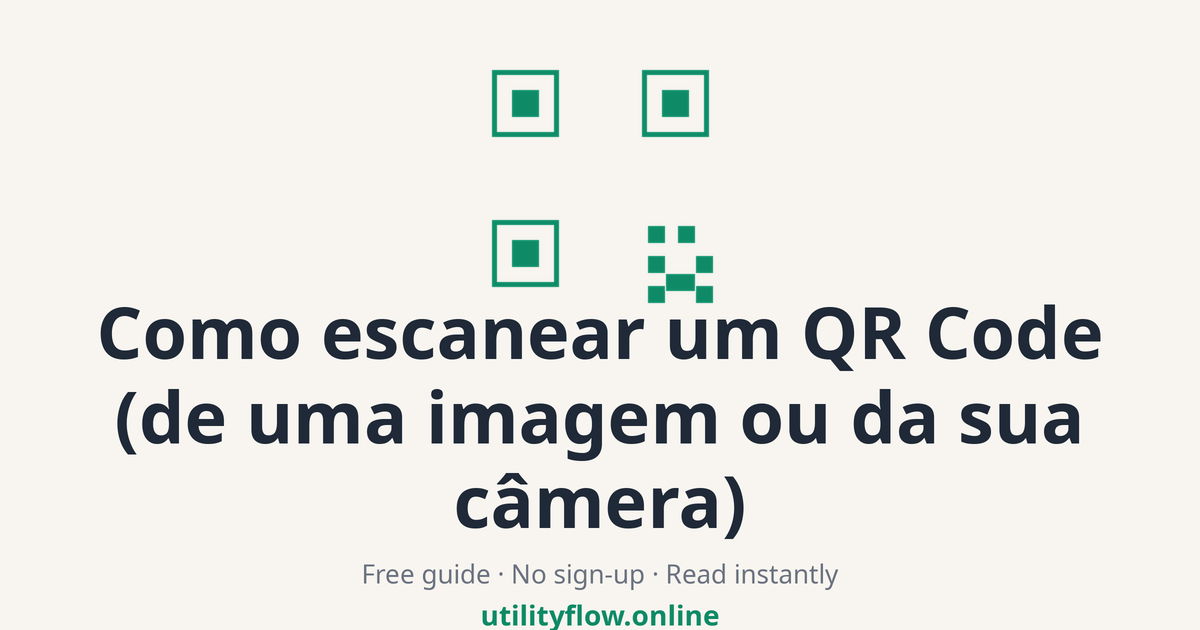 Como escanear um QR Code
(de uma imagem ou da sua
câmera)
Free guide · No sign-up · Read instantly
utilityflow.online